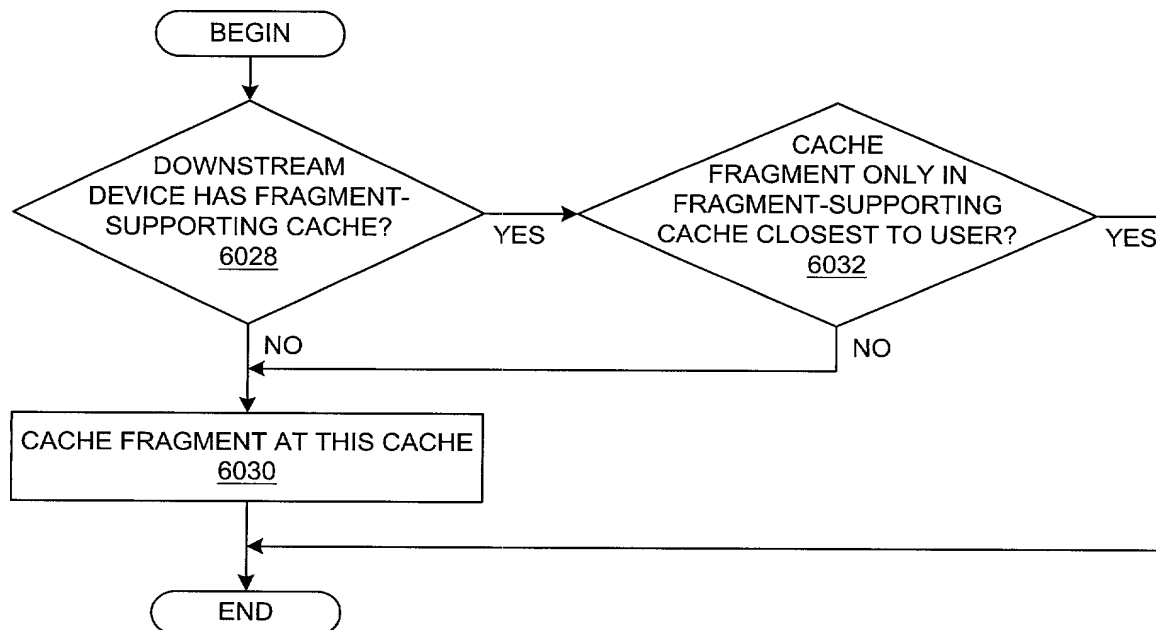 BEGIN
DOWNSTREAM
DEVICE HAS FRAGMENT-
SUPPORTING CACHE?
6028
YES
NO
CACHE
FRAGMENT ONLY IN
FRAGMENT-SUPPORTING
CACHE CLOSEST TO USER?
6032
YES
NO
CACHE FRAGMENT AT THIS CACHE
6030
END